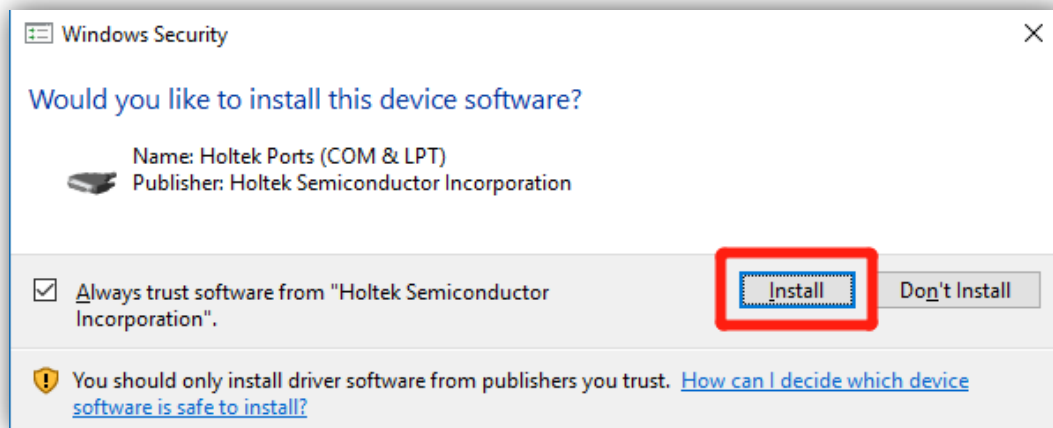 Windows Security
Would you like to install this device software?
Name: Holtek Ports (COM & LPT)
Publisher: Holtek Semiconductor Incorporation
Always trust software from "Holtek Semiconductor
Incorporation".
Install
Don't Install
You should only install driver software from publishers you trust. How can I decide which device
software is safe to install?